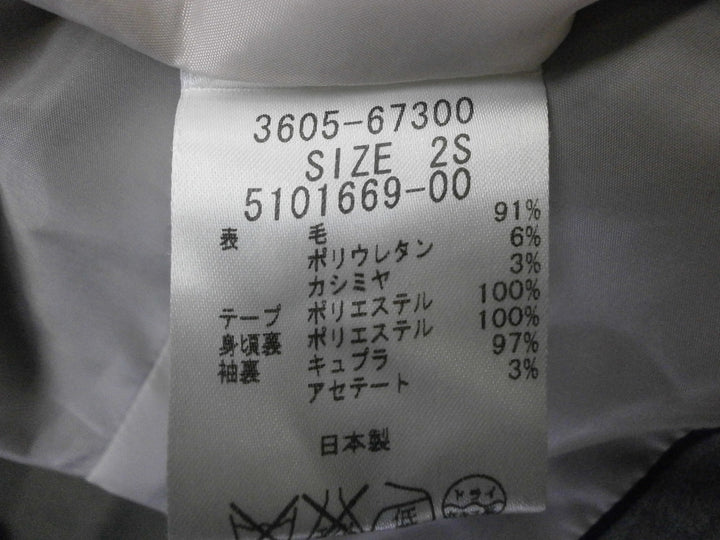 3605-67300
SIZE 2S
5101669-00
表 毛 91%
ポリウレタン 6%
カシミヤ 3%
テープ ポリエステル 100%
身頃裏 ポリエステル 100%
袖裏 キュプラ 97%
アセテート 3%
日本製
低
ドライ